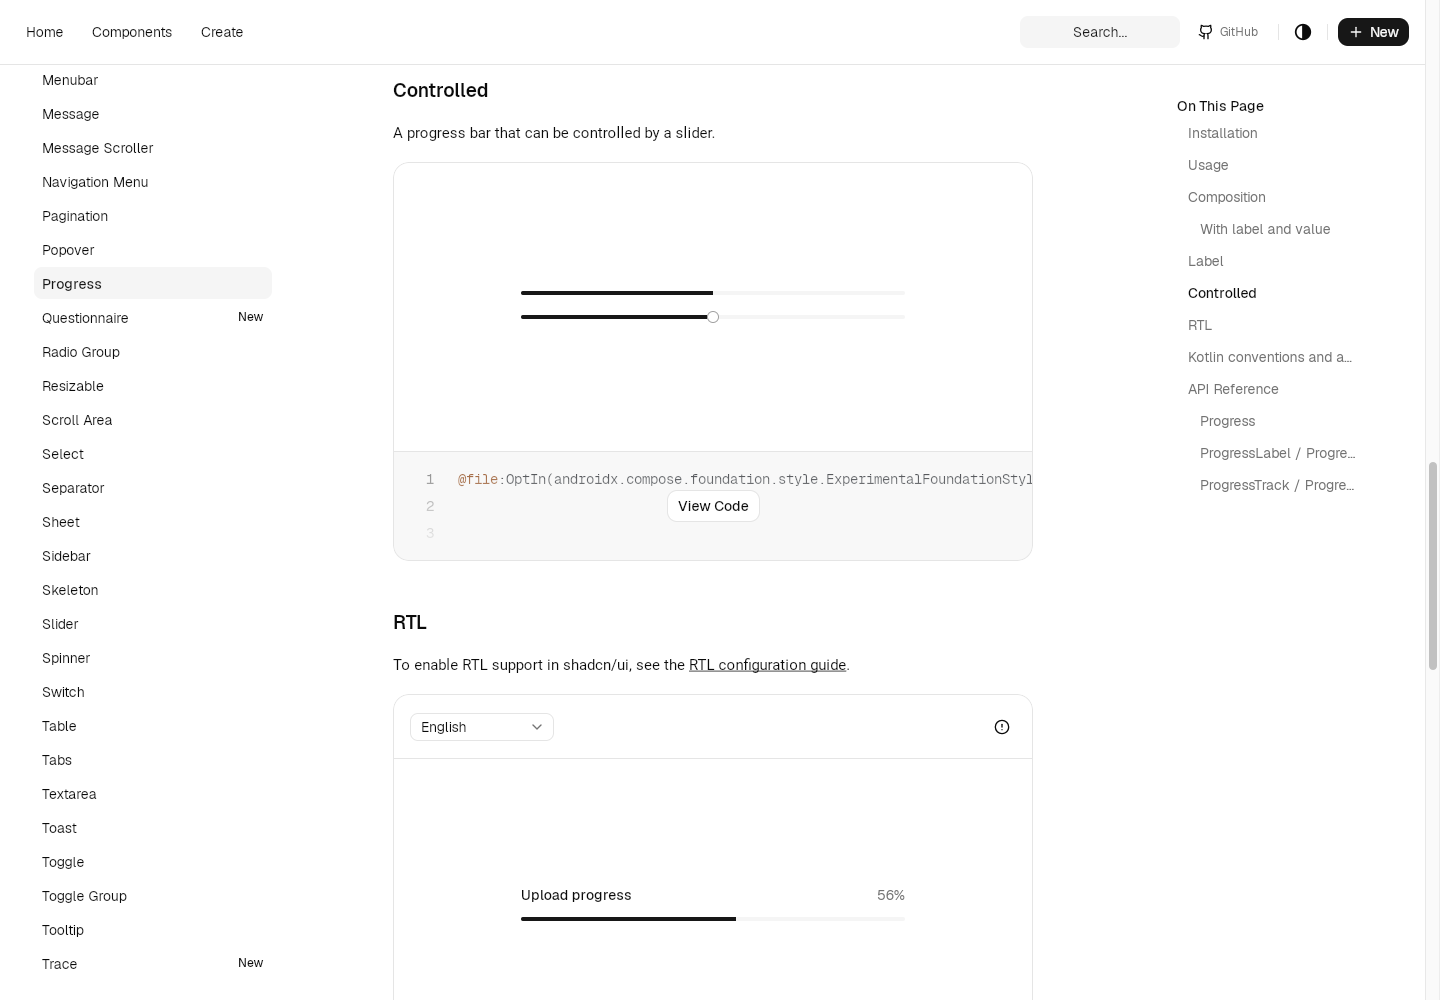 Home
Components
Create
Search...
GitHub
New
Menubar
Message
Message Scroller
Navigation Menu
Pagination
Popover
Progress
Questionnaire New
Radio Group
Resizable
Scroll Area
Select
Separator
Sheet
Sidebar
Skeleton
Slider
Spinner
Switch
Table
Tabs
Textarea
Toast
Toggle
Toggle Group
Tooltip
Trace New
Controlled
A progress bar that can be controlled by a slider.
1 @file:OptIn(androidx.compose.foundation.style.ExperimentalFoundationStyl
2
View Code
3
RTL
To enable RTL support in shadcn/ui, see the RTL configuration guide.
English
Upload progress 56%
On This Page
Installation
Usage
Composition
With label and value
Label
Controlled
RTL
Kotlin conventions and a...
API Reference
Progress
ProgressLabel / Progre...
ProgressTrack / Progre...